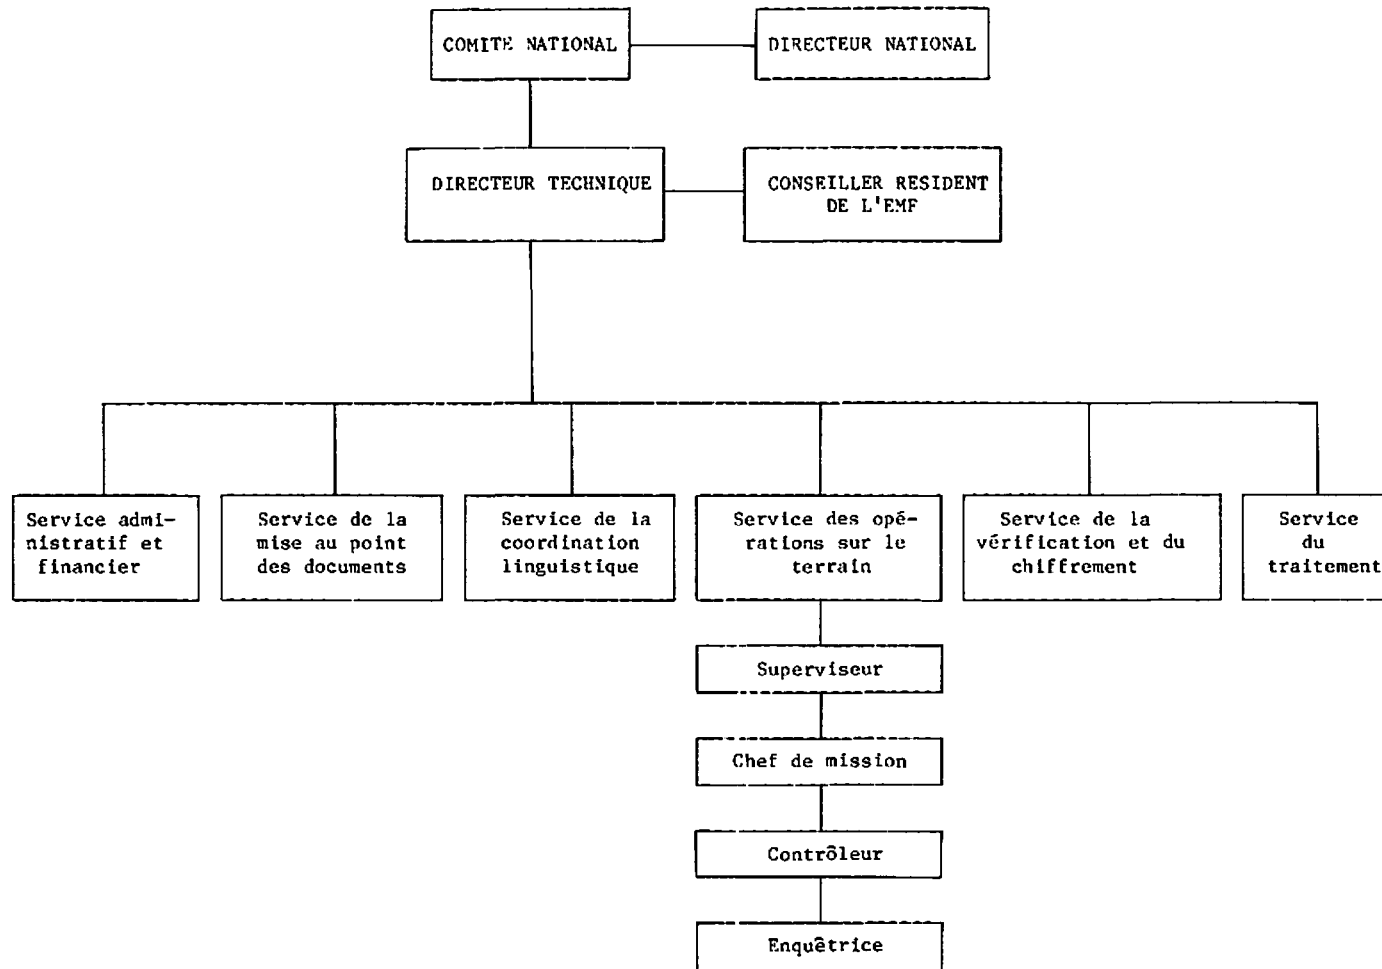 COMITE NATIONAL
DIRECTEUR NATIONAL
DIRECTEUR TECHNIQUE
CONSEILLER RESIDENT
DE L'EMF
Service admi-
nistratif et
financier
Service de la
mise au point
des documents
Service de la
coordination
linguistique
Service des opé-
rations sur le
terrain
Service de la
vérification et du
chiffrement
Service
du
traitement
Superviseur
Chef de mission
Contrôleur
Enquêtrice